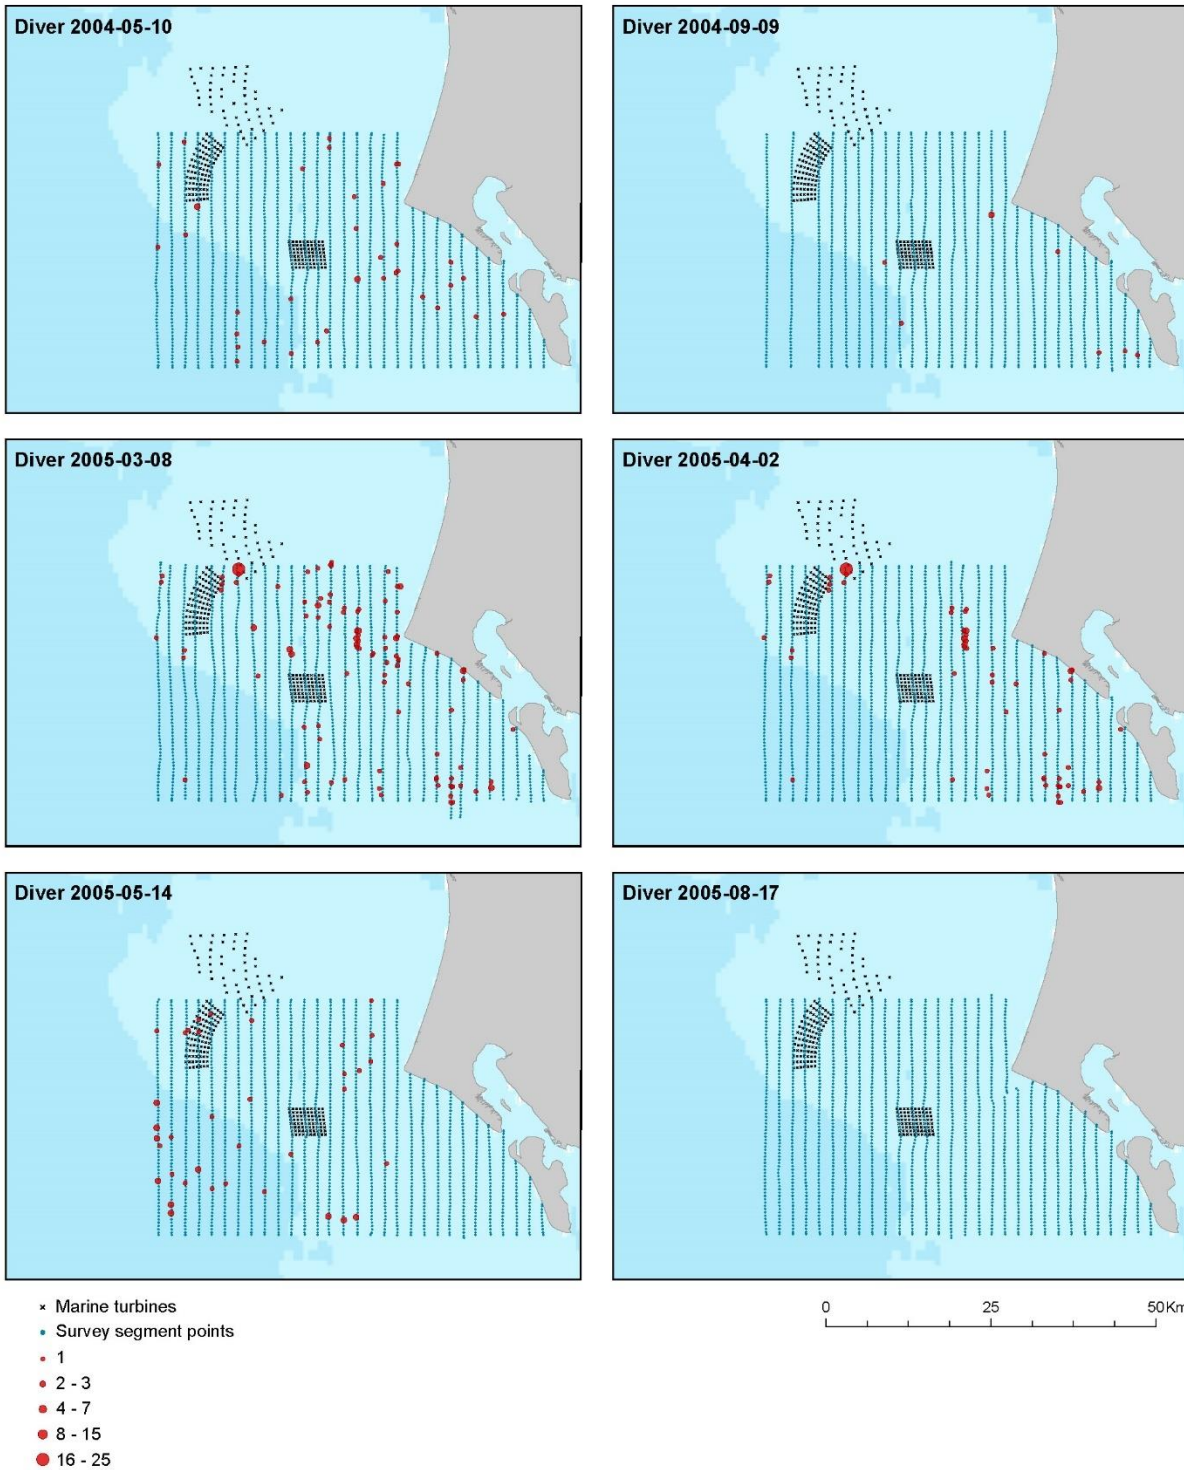 Diver 2004-05-10
Diver 2004-09-09
Diver 2005-03-08
Diver 2005-04-02
Diver 2005-05-14
Diver 2005-08-17
Marine turbines
Survey segment points
1
2 - 3
4 - 7
8 - 15
16 - 25
0 25 50 Km